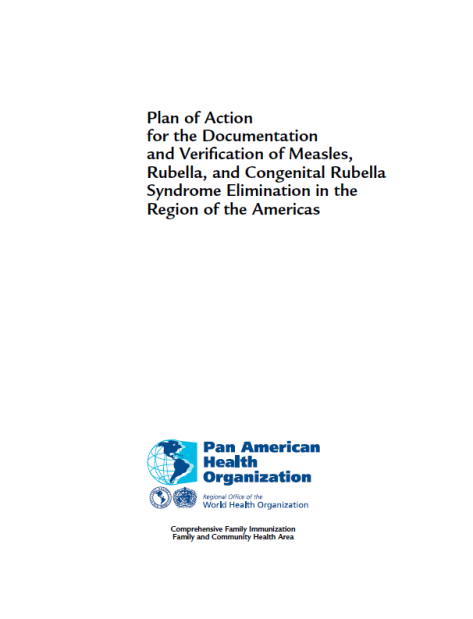 Plan of Action
for the Documentation
and Verification of Measles,
Rubella, and Congenital Rubella
Syndrome Elimination in the
Region of the Americas
Pan American
Health
Organization
Regional Office of the
World Health Organization
Comprehensive Family Immunization
Family and Community Health Area